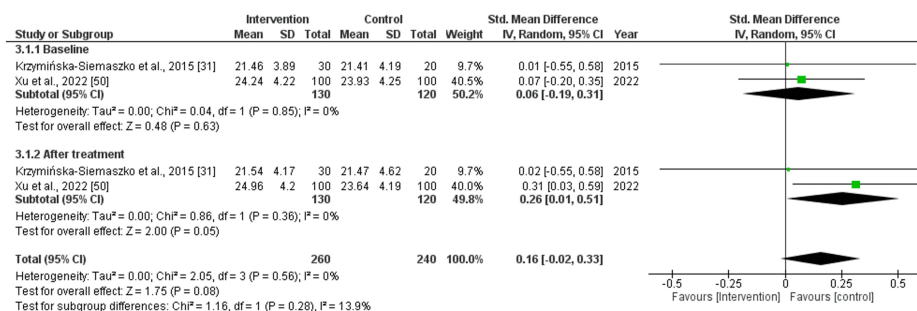 Intervention Control Std. Mean Difference Std. Mean Difference
Study or Subgroup Mean SD Total Mean SD Total Weight IV, Random, 95% CI Year IV, Random, 95% CI
3.1.1 Baseline
Krzymińska-Siemaszko et al., 2015 [31] 21.46 3.89 30 21.41 4.19 20 9.7% 0.01 [-0.55, 0.58] 2015
Xu et al., 2022 [50] 24.24 4.22 100 23.93 4.25 100 40.5% 0.07 [-0.20, 0.35] 2022
Subtotal (95% CI) 130 120 50.2% 0.06 [-0.19, 0.31]
Heterogeneity: Tau² = 0.00; Chi² = 0.04, df = 1 (P = 0.85); I² = 0%
Test for overall effect: Z = 0.48 (P = 0.63)
3.1.2 After treatment
Krzymińska-Siemaszko et al., 2015 [31] 21.54 4.17 30 21.47 4.62 20 9.7% 0.02 [-0.55, 0.58] 2015
Xu et al., 2022 [50] 24.96 4.2 100 23.64 4.19 100 40.0% 0.31 [0.03, 0.59] 2022
Subtotal (95% CI) 130 120 49.8% 0.26 [0.01, 0.51]
Heterogeneity: Tau² = 0.00; Chi² = 0.86, df = 1 (P = 0.36); I² = 0%
Test for overall effect: Z = 2.00 (P = 0.05)
Total (95% CI) 260 240 100.0% 0.16 [-0.02, 0.33]
Heterogeneity: Tau² = 0.00; Chi² = 2.05, df = 3 (P = 0.56); I² = 0%
Test for overall effect: Z = 1.75 (P = 0.08)
Test for subgroup differences: Chi² = 1.16, df = 1 (P = 0.28), I² = 13.9%
-0.5 -0.25 0 0.25 0.5
Favours [Intervention] Favours [control]